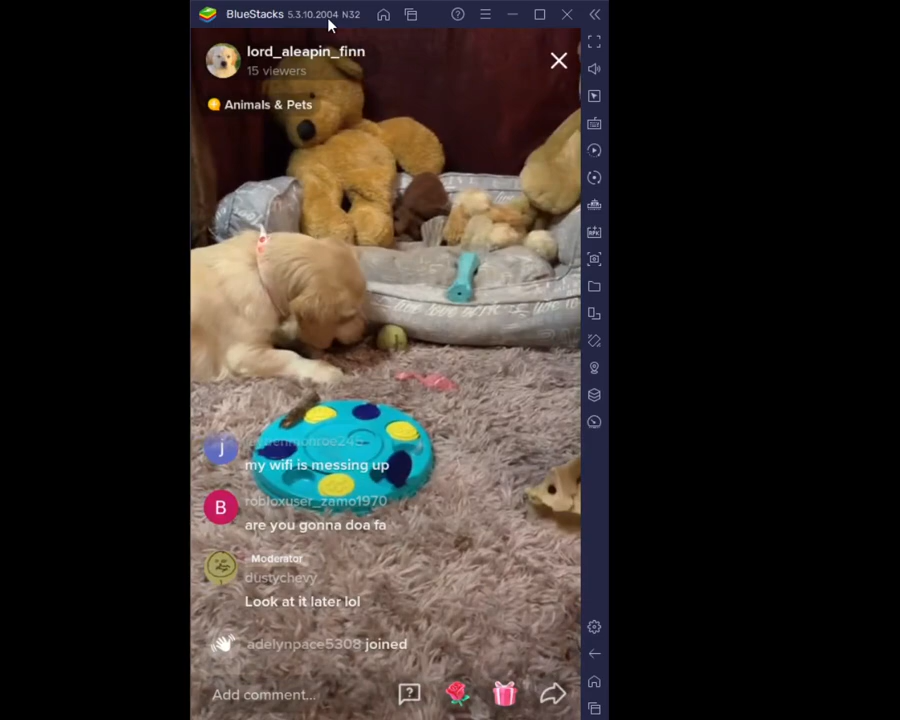 BlueStacks 5.3.10.2004 N32
lord_aleapin_finn
15 viewers
Animals & Pets
j
my wifi is messing up
B
robloxuser_zamo1970
are you gonna doa fa
Moderator
dustychevy
Look at it later lol
adelynpace5308 joined
Add comment...